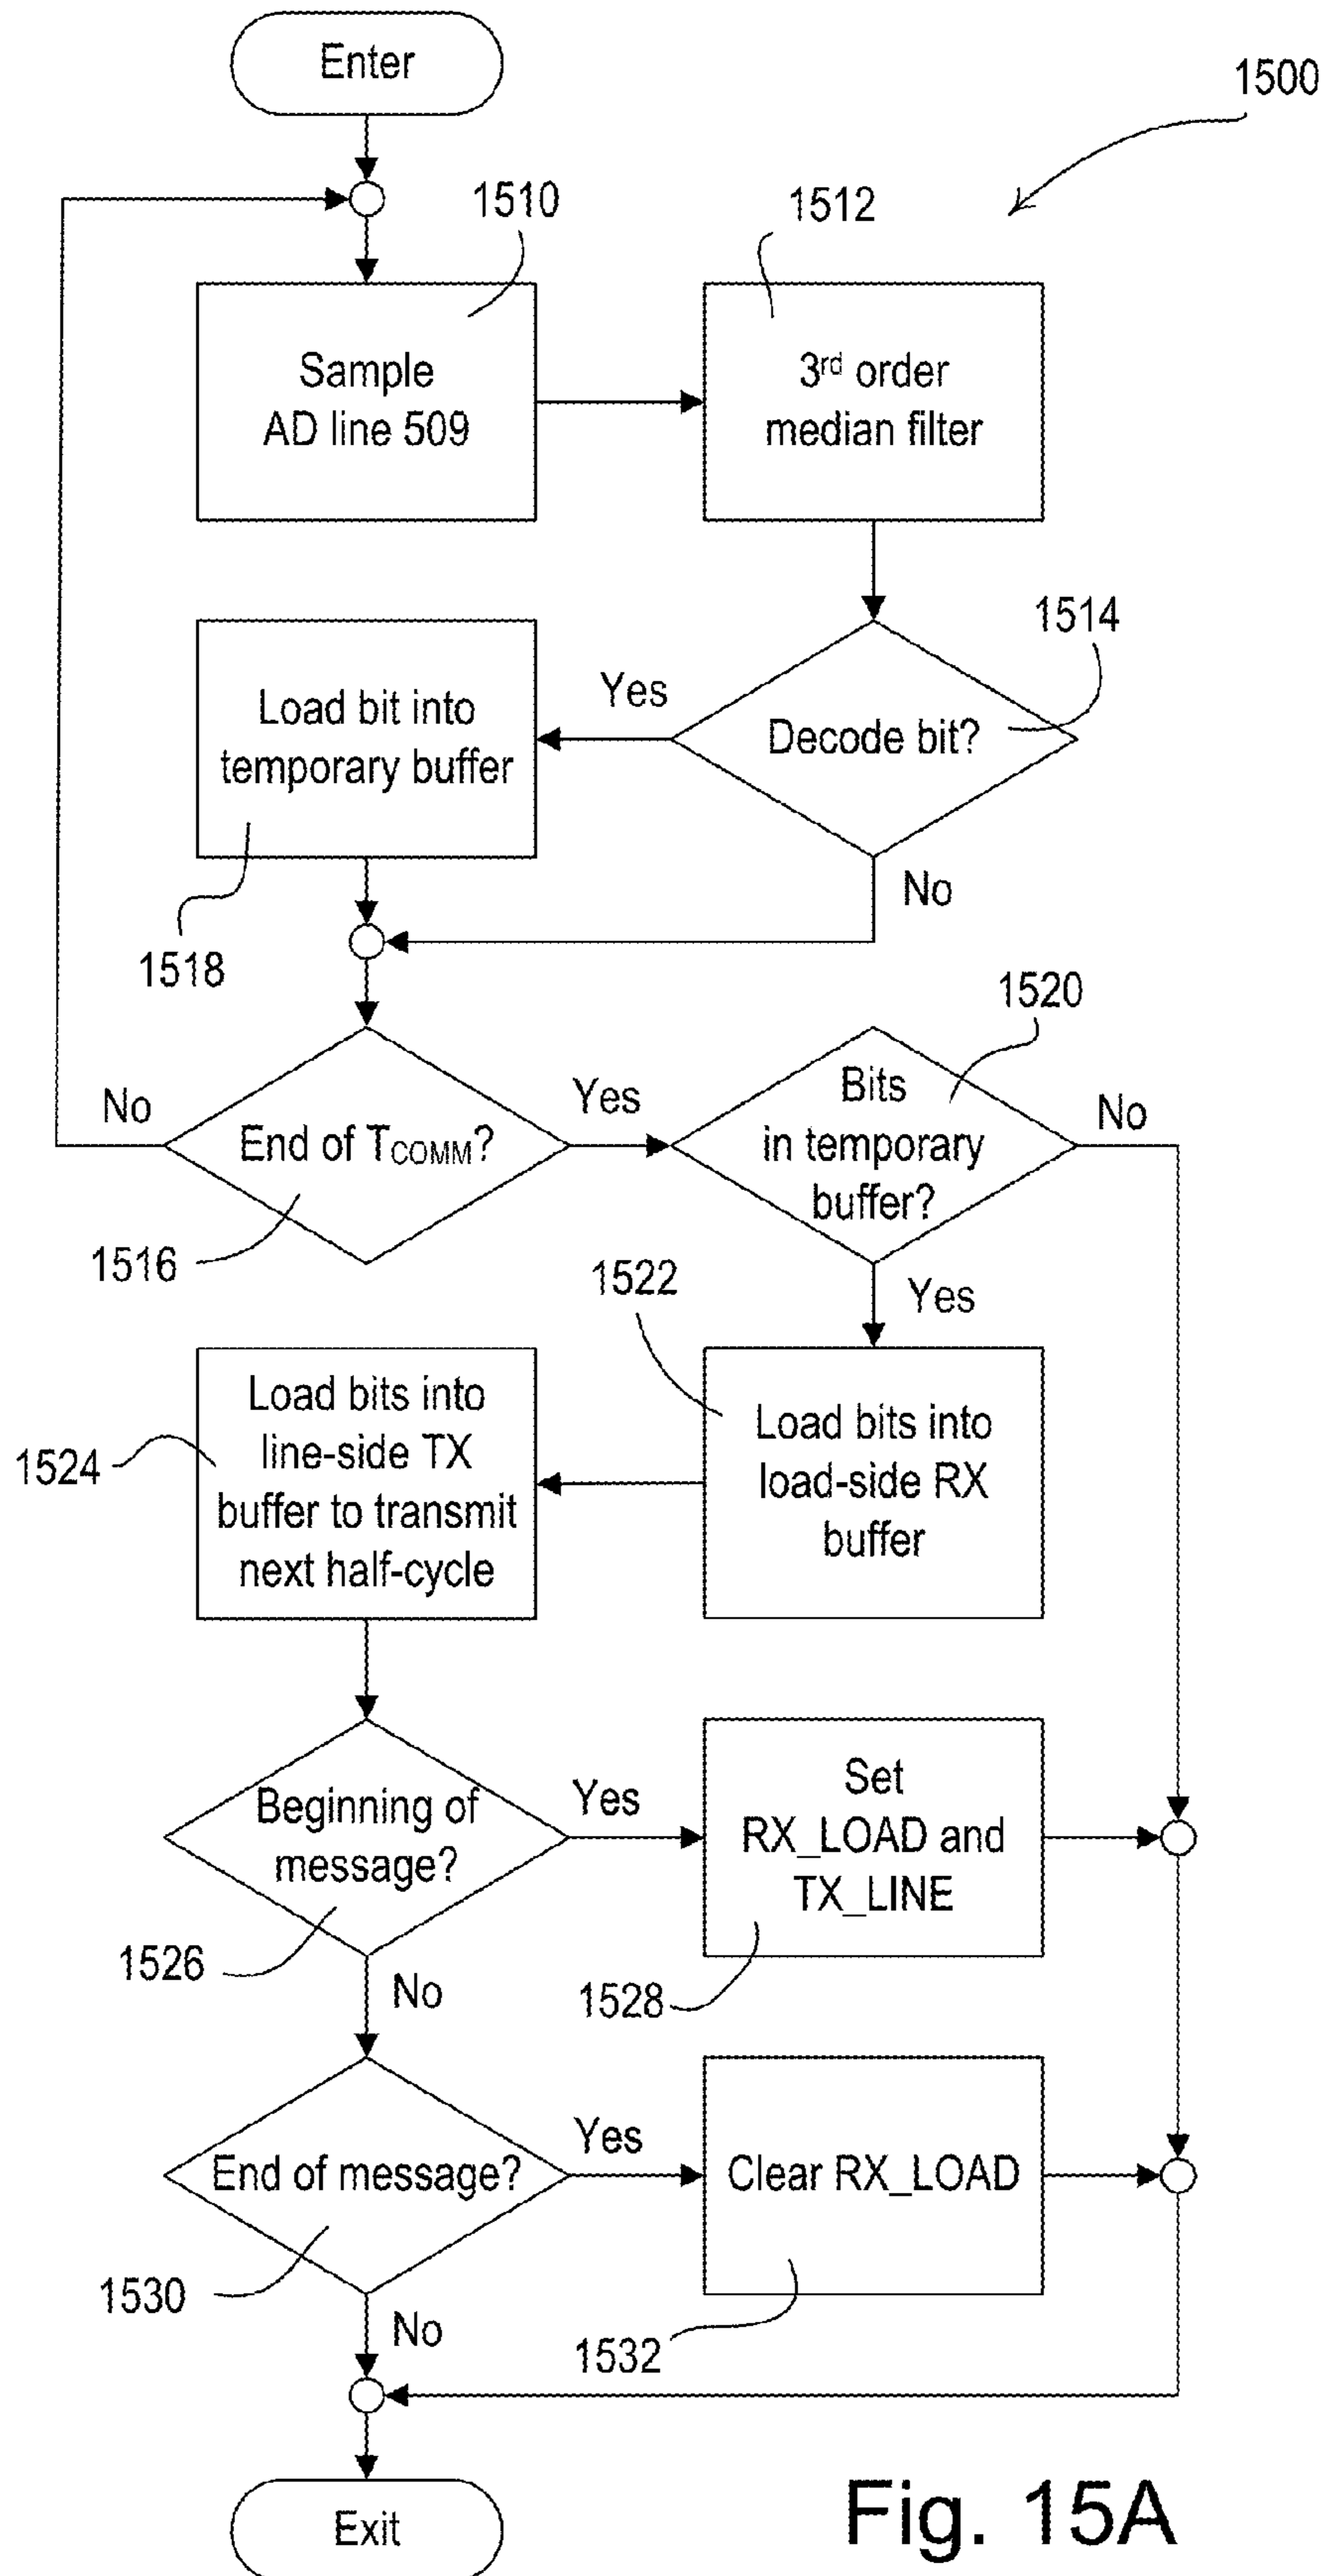 Enter
1500
1510
1512
Sample
AD line 509
3rd order
median filter
1514
Load bit into
temporary buffer
Yes
Decode bit?
No
1518
1520
No
End of TCOMM?
Yes
Bits
in temporary
buffer?
No
1516
1522
Yes
1524
Load bits into
line-side TX
buffer to transmit
next half-cycle
Load bits into
load-side RX
buffer
Beginning of
message?
Yes
Set
RX_LOAD and
TX_LINE
1526
No
1528
End of message?
Yes
Clear RX_LOAD
1530
No
1532
Exit
Fig. 15A